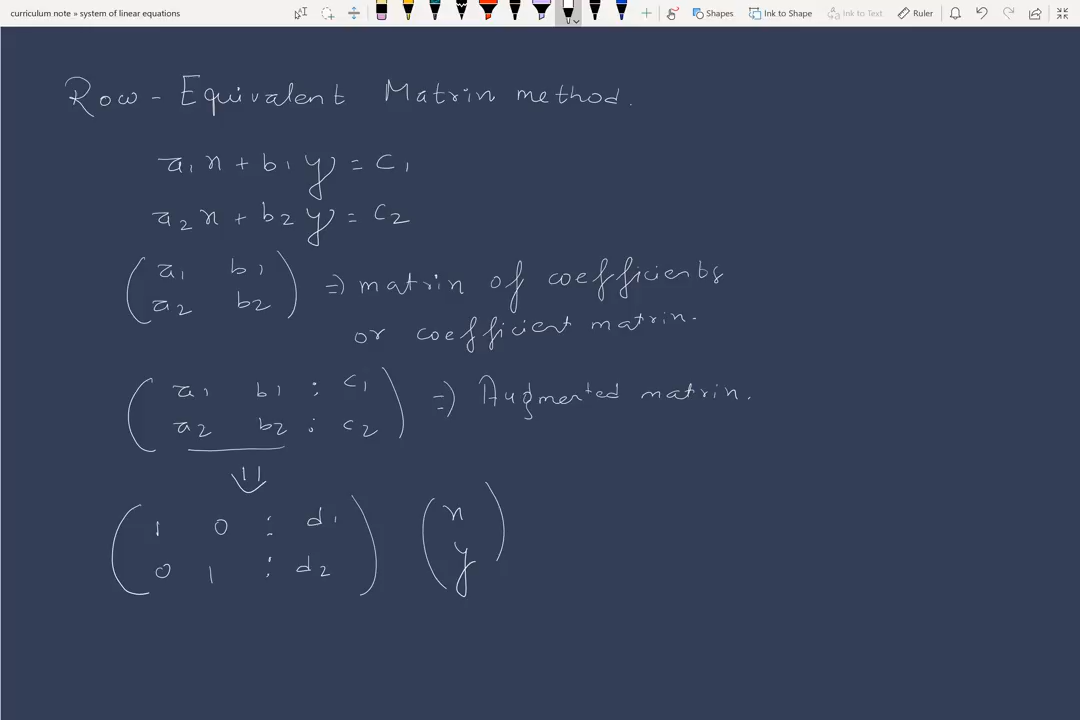 curriculum note » system of linear equations
Shapes Ink to Shape Ink to Text Ruler
Row - Equivalent Matrix method.
a₁x + b₁y = c₁
a₂x + b₂y = c₂
( a₁ b₁ ) ⇒ matrix of coefficients
( a₂ b₂ )
or coefficient matrix.
( a₁ b₁ : c₁ ) ⇒ Augmented matrix.
( a₂ b₂ : c₂ )
⇓
( 1 0 : d₁ ) ( x )
( 0 1 : d₂ ) ( y )